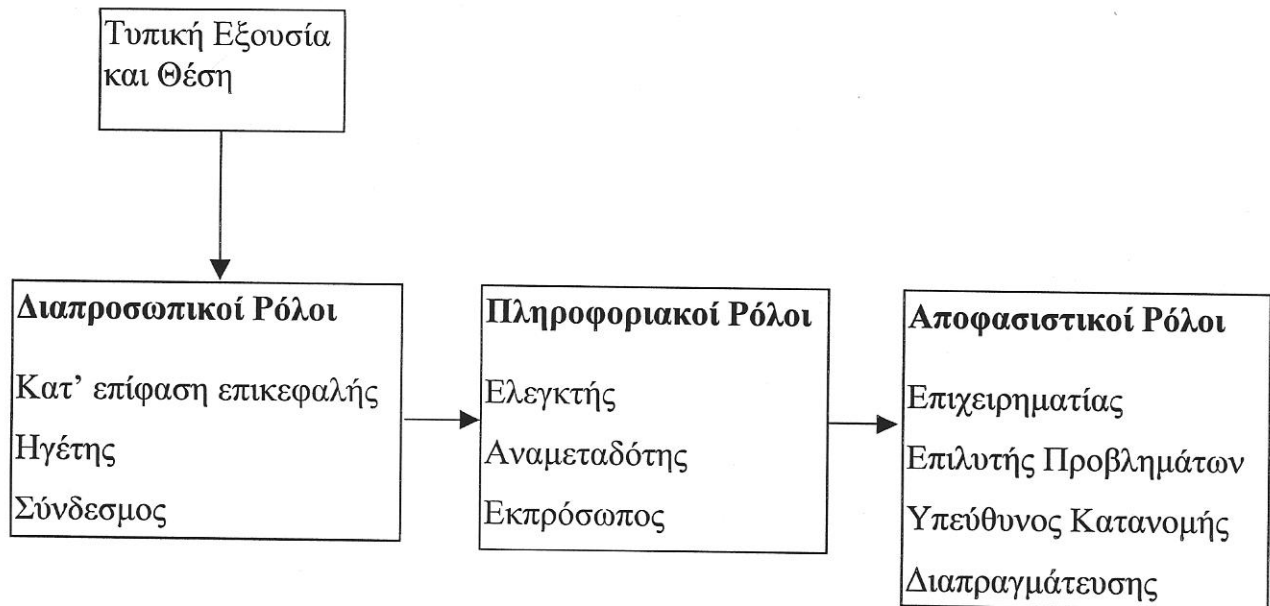 Τυπική Εξουσία
και Θέση
Διαπροσωπικοί Ρόλοι
Κατ’ επίφαση επικεφαλής
Ηγέτης
Σύνδεσμος
Πληροφοριακοί Ρόλοι
Ελεγκτής
Αναμεταδότης
Εκπρόσωπος
Αποφασιστικοί Ρόλοι
Επιχειρηματίας
Επιλυτής Προβλημάτων
Υπεύθυνος Κατανομής
Διαπραγμάτευσης